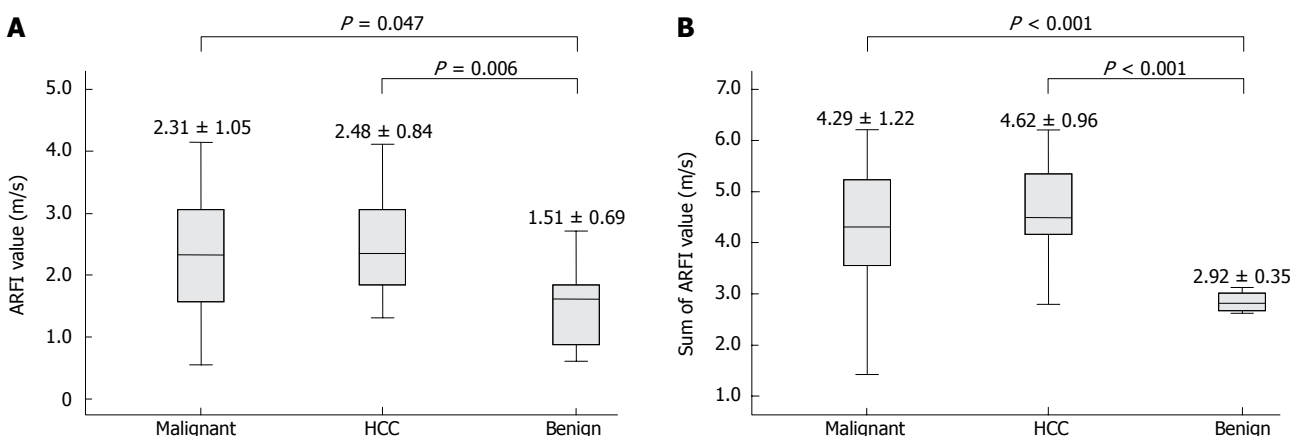 A
P = 0.047
P = 0.006
5.0
4.0
3.0
2.0
1.0
0
ARFI value (m/s)
2.31 ± 1.05
2.48 ± 0.84
1.51 ± 0.69
Malignant HCC Benign
B
P < 0.001
P < 0.001
7.0
6.0
5.0
4.0
3.0
2.0
1.0
Sum of ARFI value (m/s)
4.29 ± 1.22
4.62 ± 0.96
2.92 ± 0.35
Malignant HCC Benign